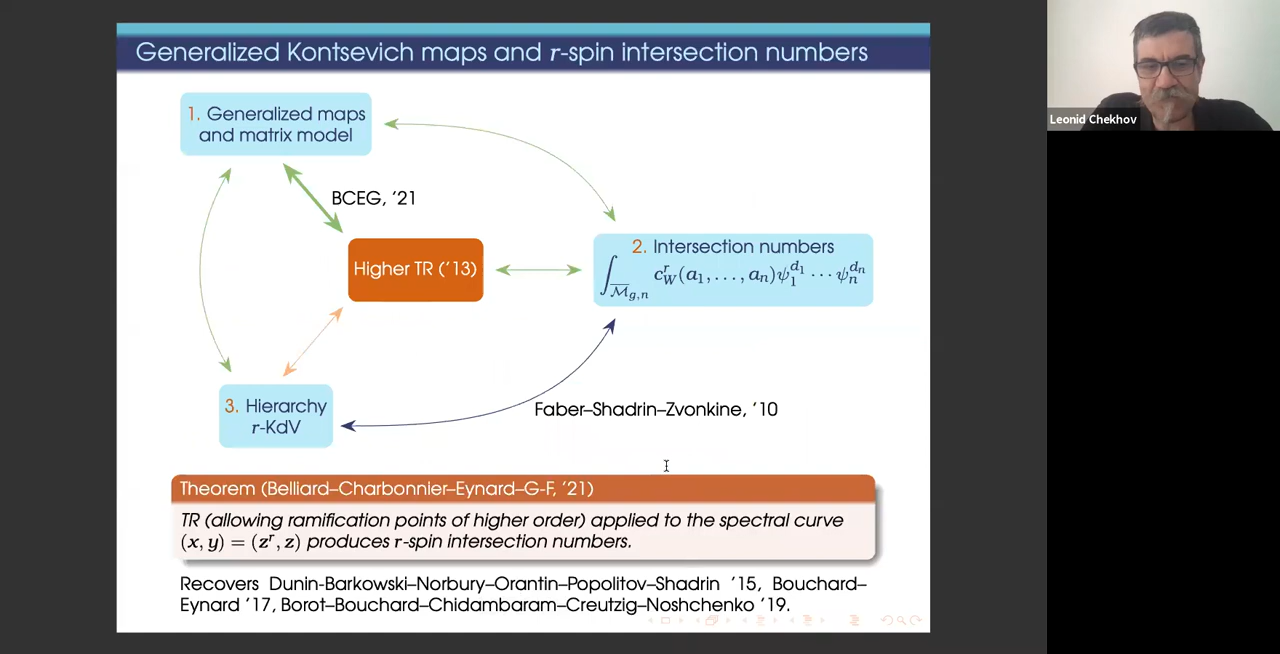 Generalized Kontsevich maps and r-spin intersection numbers
1. Generalized maps
and matrix model
BCEG, ’21
Higher TR (’13)
2. Intersection numbers
∫_{\overline{M}_{g,n}} c_W^r(a_1, . . . , a_n)ψ_1^{d_1} · · · ψ_n^{d_n}
3. Hierarchy
r-KdV
Faber–Shadrin–Zvonkine, ’10
Theorem (Belliard–Charbonnier–Eynard–G-F, ’21)
TR (allowing ramification points of higher order) applied to the spectral curve
(x, y) = (z^r, z) produces r-spin intersection numbers.
Recovers Dunin-Barkowski–Norbury–Orantin–Popolitov–Shadrin ’15, Bouchard–
Eynard ’17, Borot–Bouchard–Chidambaram–Creutzig–Noshchenko ’19.
Leonid Chekhov